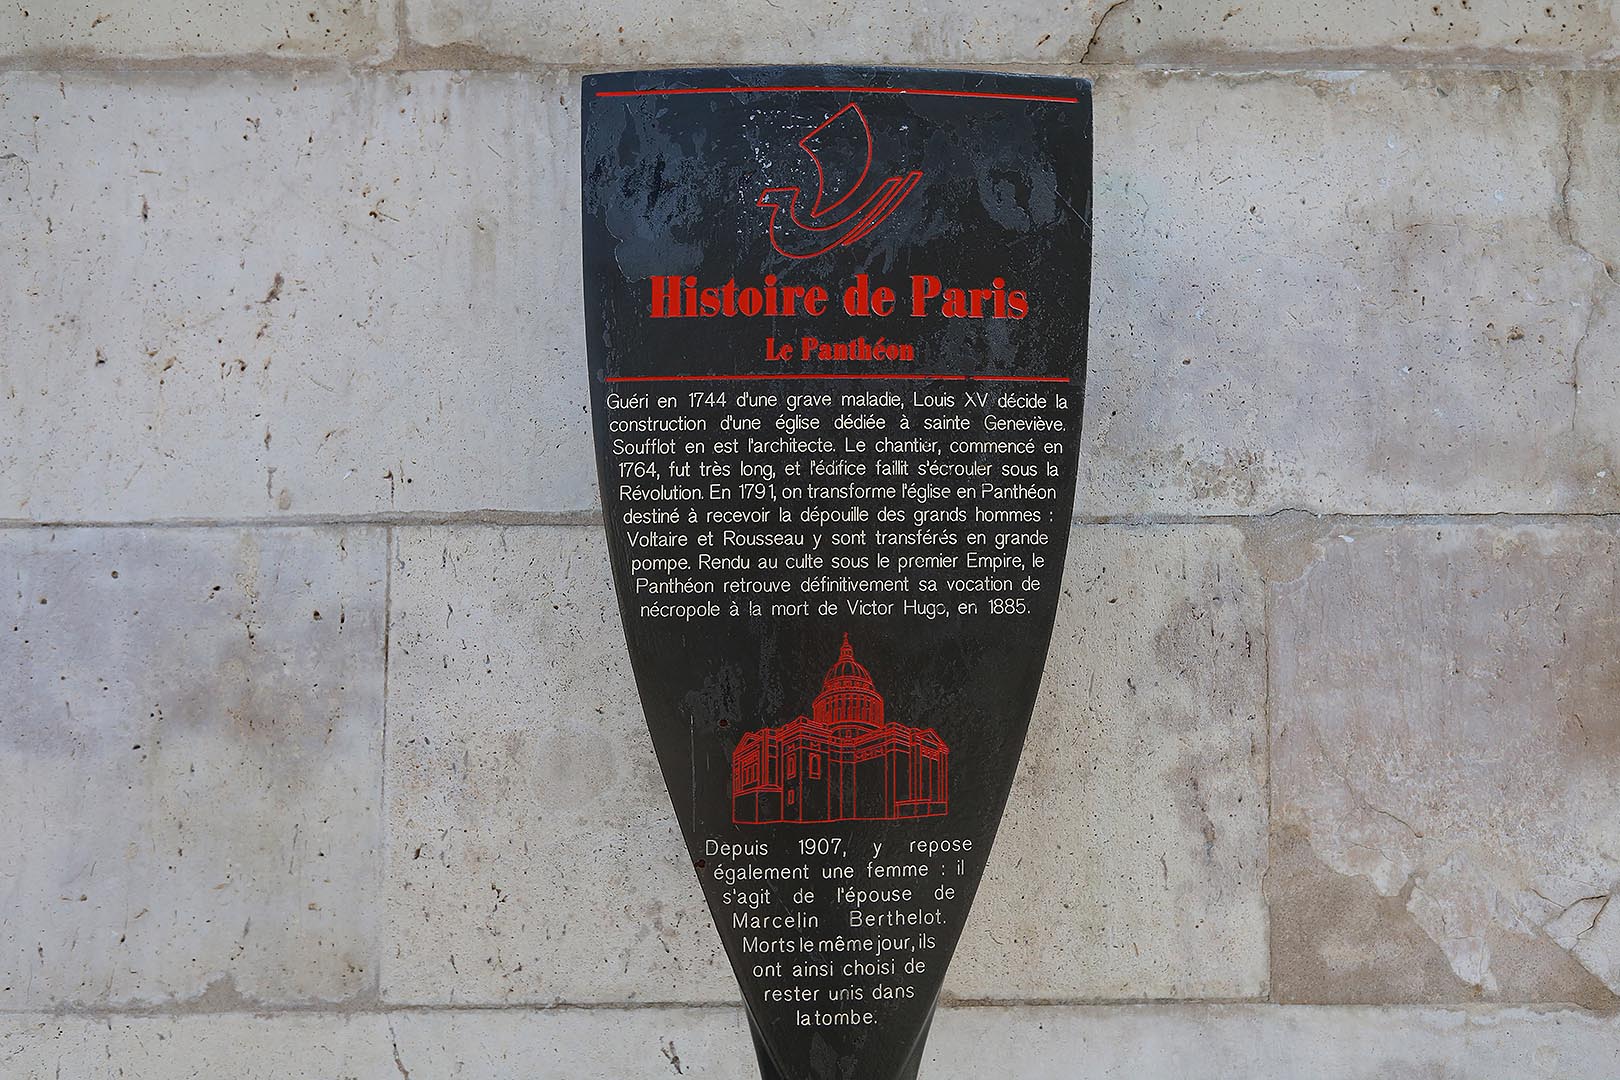 Histoire de Paris
Le Panthéon
Guéri en 1744 d'une grave maladie, Louis XV décide la
construction d'une église dédiée à sainte Geneviève.
Soufflot en est l'architecte. Le chantier, commencé en
1764, fut très long, et l'édifice faillit s'écrouler sous la
Révolution. En 1791, on transforme l'église en Panthéon
destiné à recevoir la dépouille des grands hommes :
Voltaire et Rousseau y sont transférés en grande
pompe. Rendu au culte sous le premier Empire, le
Panthéon retrouve définitivement sa vocation de
nécropole à la mort de Victor Hugo, en 1885.
Depuis 1907, y repose
également une femme : il
s'agit de l'épouse de
Marcelin Berthelot.
Morts le même jour, ils
ont ainsi choisi de
rester unis dans
la tombe.